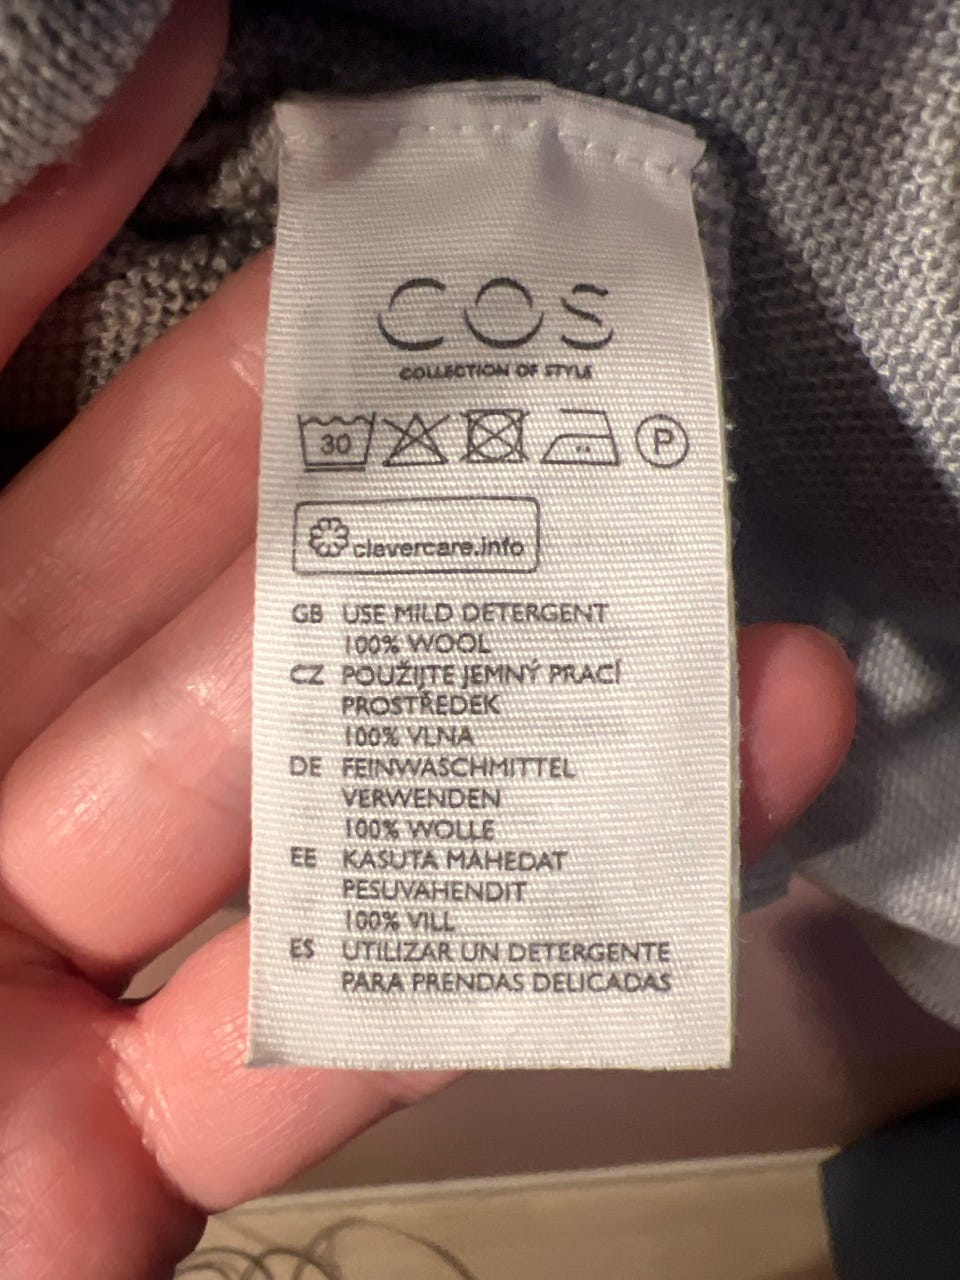 COS
COLLECTION OF STYLE
30 P
clevercare.info
GB USE MILD DETERGENT
100% WOOL
CZ POUŽIJTE JEMNÝ PRACÍ
PROSTŘEDEK
100% VLNA
DE FEINWASCHMITTEL
VERWENDEN
100% WOLLE
EE KASUTA MAHEDAT
PESUVAHENDIT
100% VILL
ES UTILIZAR UN DETERGENTE
PARA PRENDAS DELICADAS